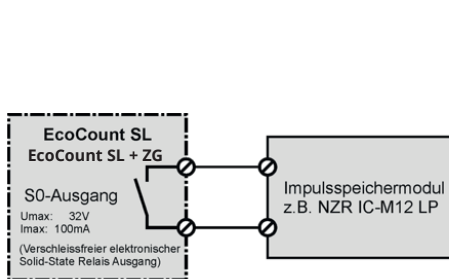 EcoCount SL
EcoCount SL + ZG
S0-Ausgang
Umax: 32V
Imax: 100mA
(Verschleissfreier elektronischer
Solid-State Relais Ausgang)
Impulsspeichermodul
z.B. NZR IC-M12 LP